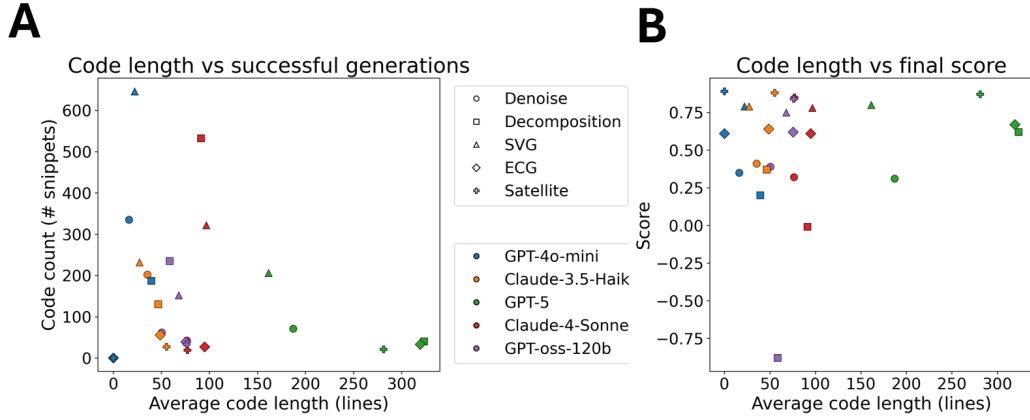 A
Code length vs successful generations
Code count (# snippets)
600
500
400
300
200
100
0
0
50
100
150
200
250
300
Average code length (lines)
Denoise
Decomposition
SVG
ECG
Satellite
GPT-4o-mini
Claude-3.5-Haik
GPT-5
Claude-4-Sonne
GPT-oss-120b
B
Code length vs final score
Score
0.75
0.50
0.25
0.00
−0.25
−0.50
−0.75
0
50
100
150
200
250
300
Average code length (lines)